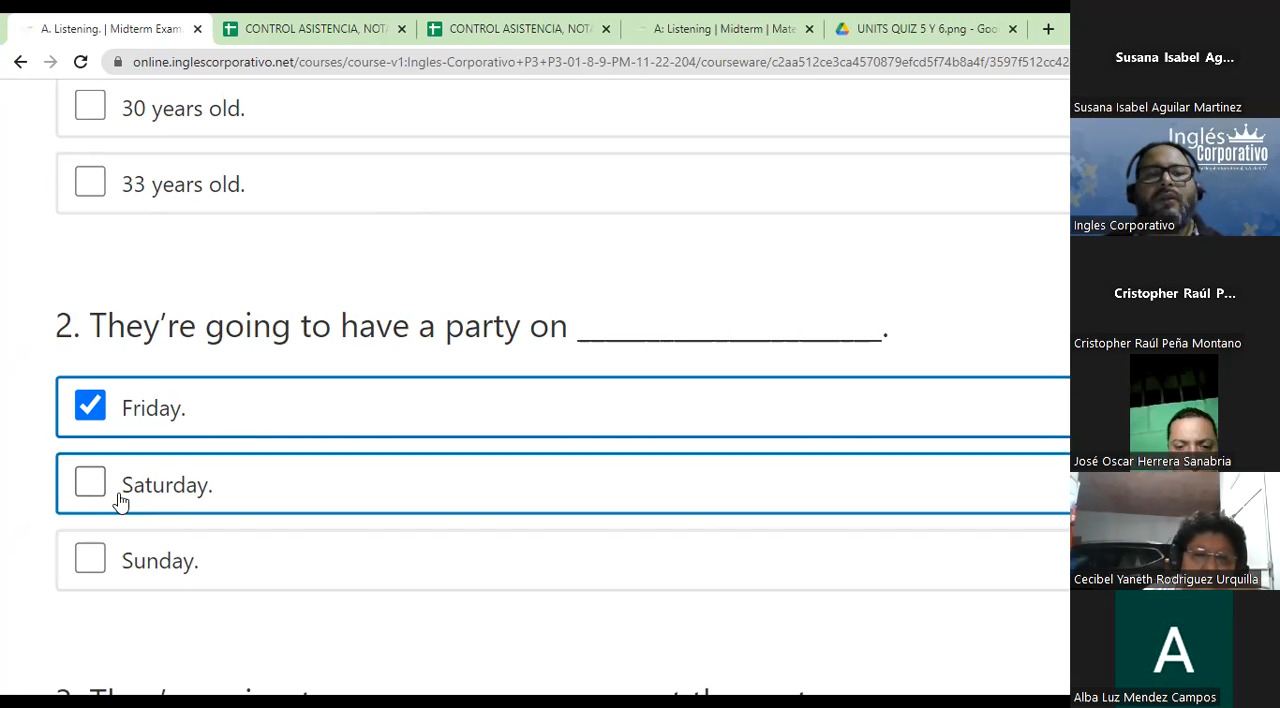 A. Listening. | Midterm Exam
CONTROL ASISTENCIA, NOT
CONTROL ASISTENCIA, NOT
A: Listening | Midterm | Mate
UNITS QUIZ 5 Y 6.png - Goo
online.inglescorporativo.net/courses/course-v1:Ingles-Corporativo+P3+P3-01-8-9-PM-11-22-204/courseware/c2aa512ce3ca4570879efcd5f74b8a4f/3597f512cc42
30 years old.
33 years old.
2. They're going to have a party on ____________________.
Friday.
Saturday.
Sunday.
Susana Isabel Ag...
Susana Isabel Aguilar Martinez
Inglés
Corporativo
Ingles Corporativo
Cristopher Raúl P...
Cristopher Raúl Peña Montano
José Oscar Herrera Sanabria
Cecibel Yaneth Rodriguez Urquilla
A
Alba Luz Mendez Campos